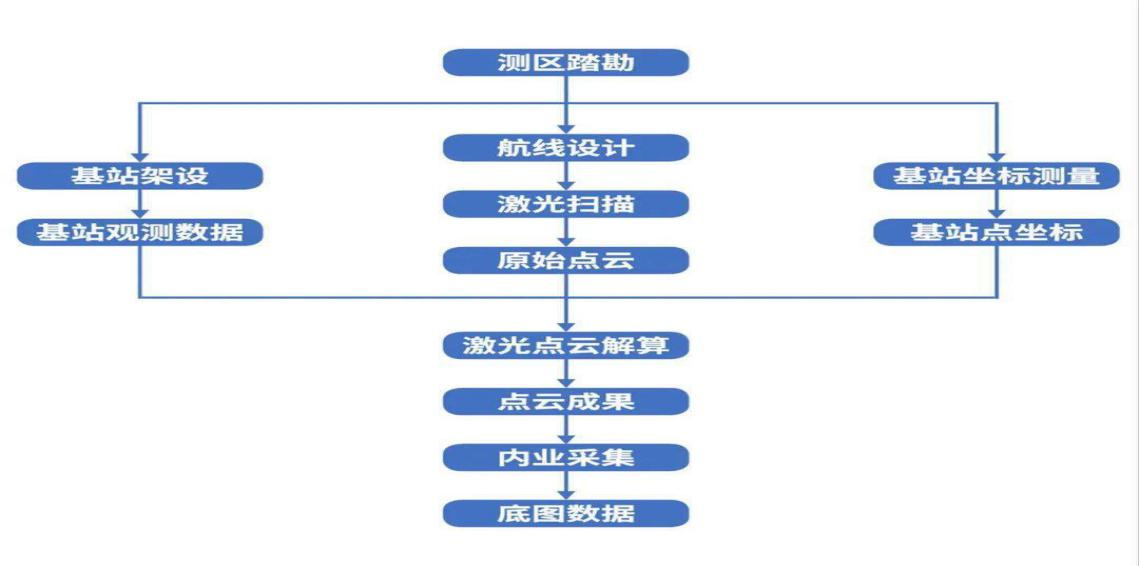 测区踏勘
航线设计
基站架设
基站坐标测量
激光扫描
基站观测数据
基站点坐标
原始点云
激光点云解算
点云成果
内业采集
底图数据